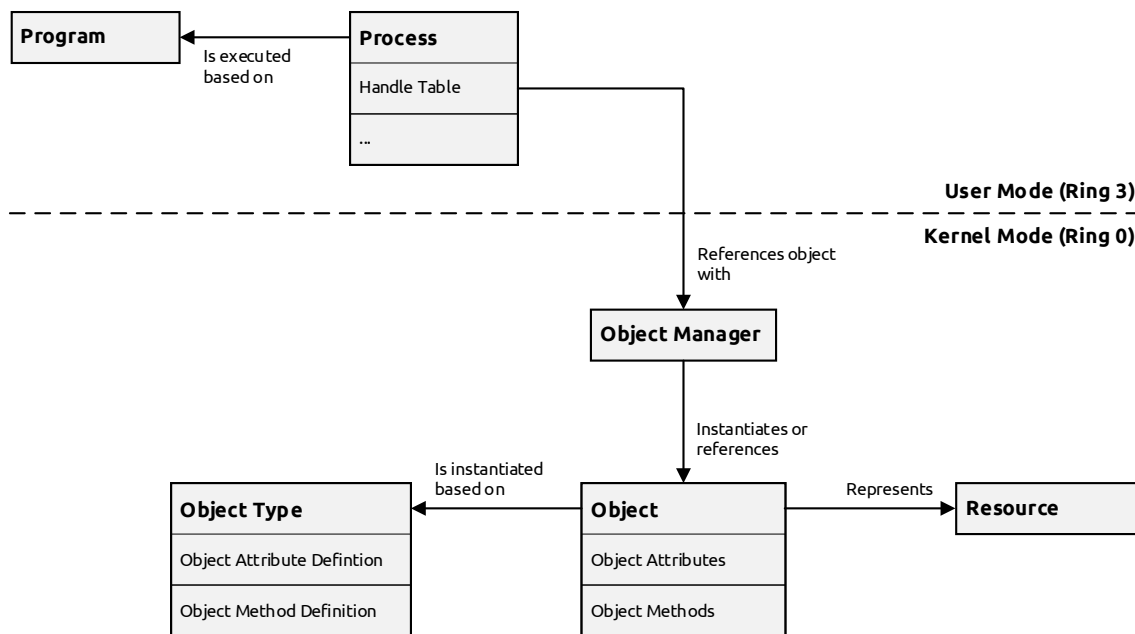 Program
Process
Is executed
based on
Handle Table
...
User Mode (Ring 3)
Kernel Mode (Ring 0)
References object
with
Object Manager
Instantiates or
references
Is instantiated
based on
Represents
Object Type
Object
Resource
Object Attribute Defintion
Object Attributes
Object Method Definition
Object Methods